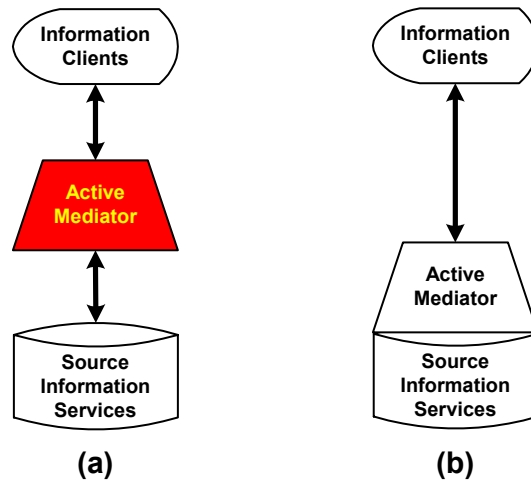 Information
Clients
Active
Mediator
Source
Information
Services
(a)
Information
Clients
Active
Mediator
Source
Information
Services
(b)